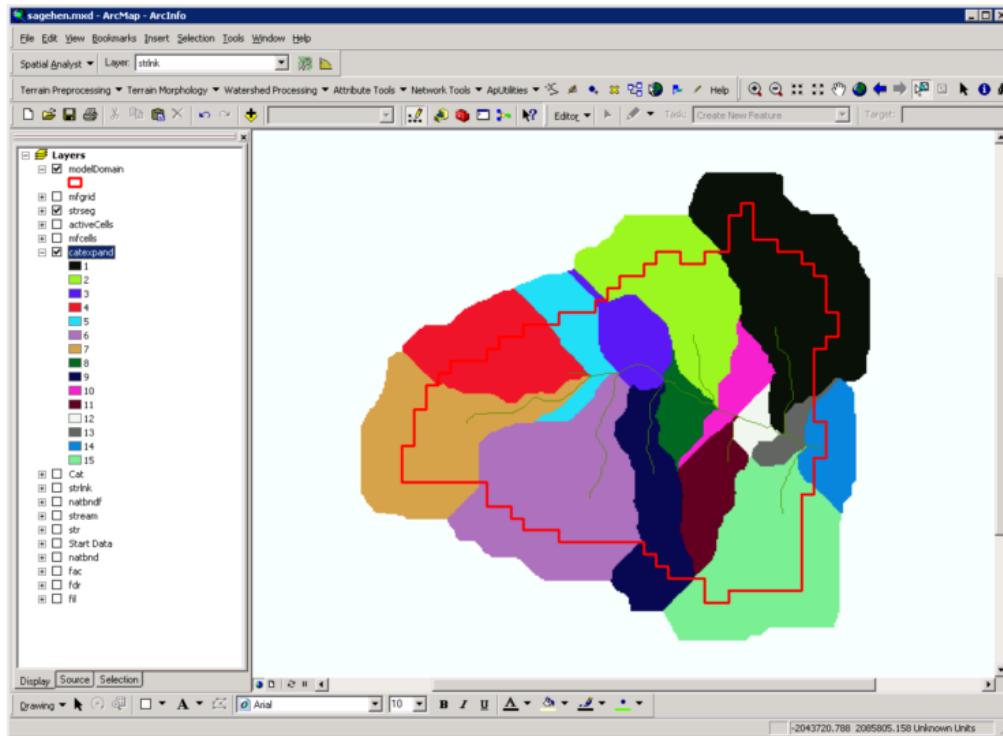 sagehen.mxd - ArcMap - ArcInfo
File Edit View Bookmarks Insert Selection Tools Window Help
Spatial Analyst Layer: strlnk
Terrain Preprocessing Terrain Morphology Watershed Processing Attribute Tools Network Tools ApUtilities Help
Editor Task: Create New Feature Target:
Layers
modelDomain
mfgrid
strseg
activeCells
mfcells
catexpand
1
2
3
4
5
6
7
8
9
10
11
12
13
14
15
Cat
strlnk
natbndf
stream
str
Start Data
natbnd
fac
fdr
fil
Display Source Selection
Drawing A Arial 10 B I U A
-2043720.788 2085805.158 Unknown Units